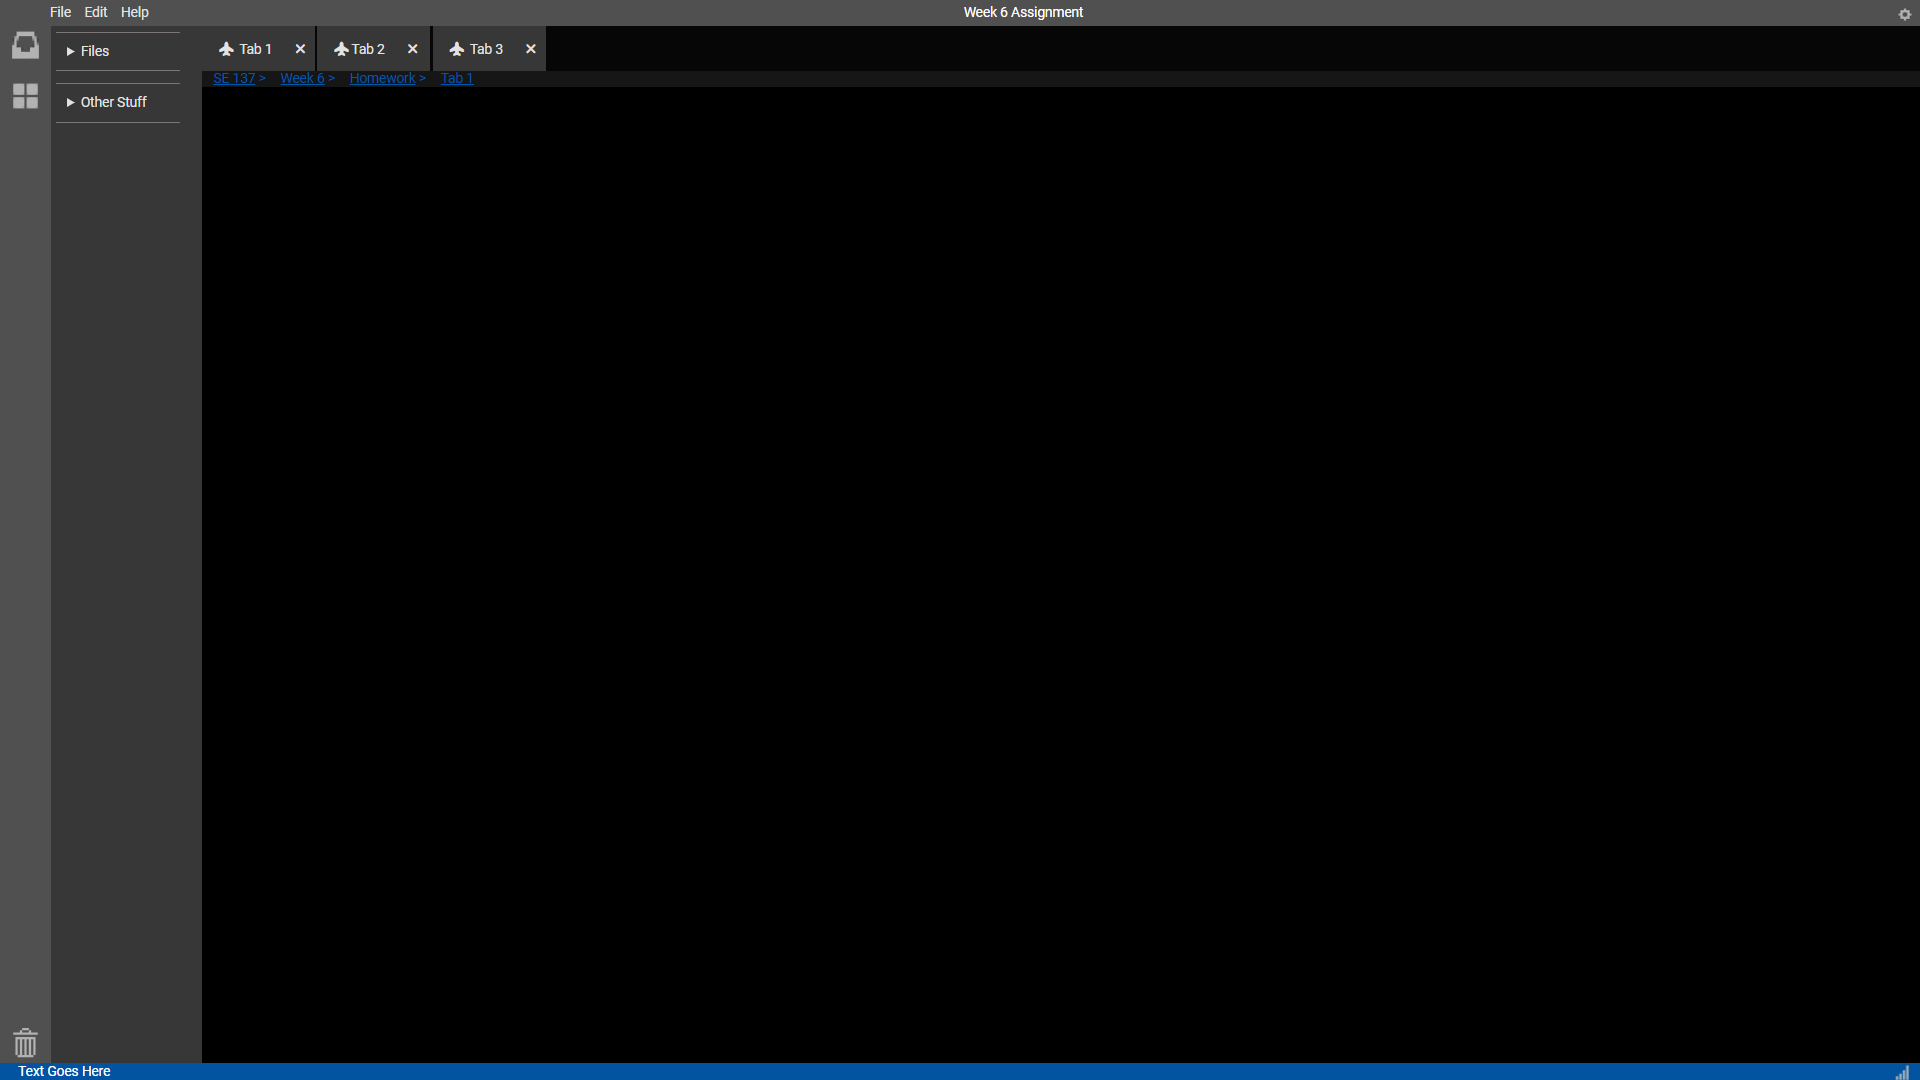 File Edit Help
Week 6 Assignment
Files
Other Stuff
Tab 1
Tab 2
Tab 3
SE 137 > Week 6 > Homework > Tab 1
Text Goes Here